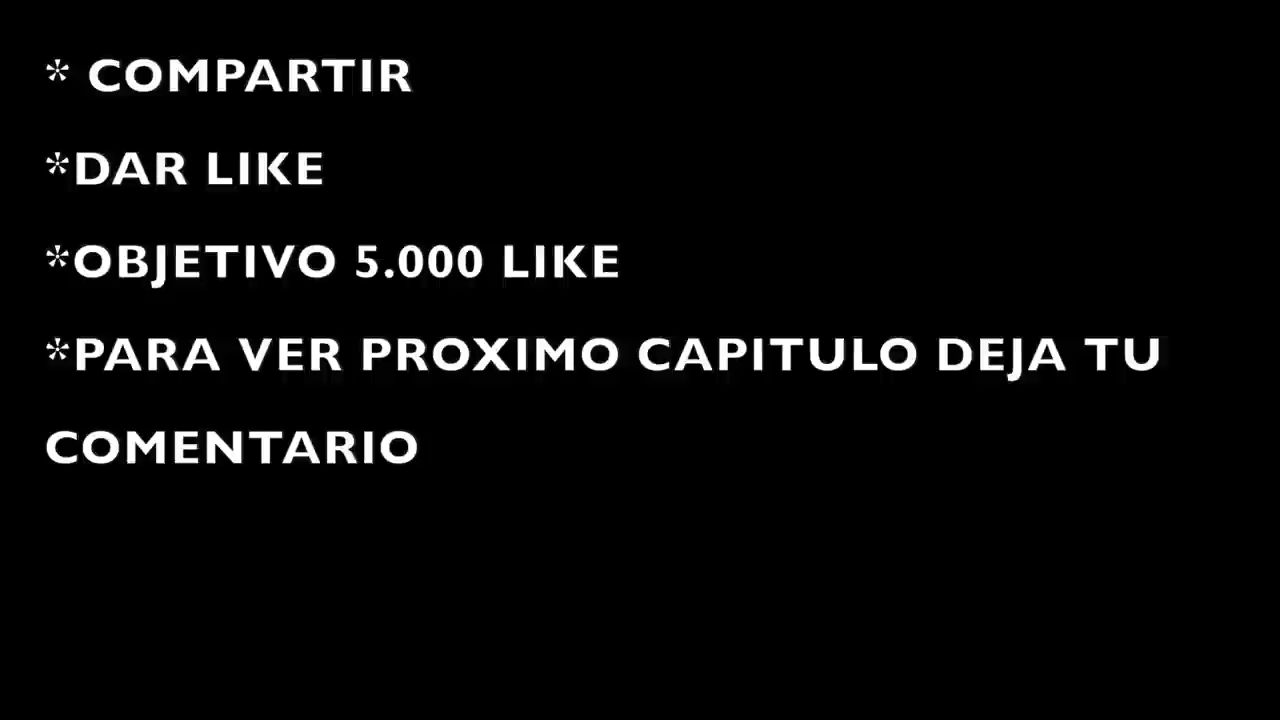 * COMPARTIR
*DAR LIKE
*OBJETIVO 5.000 LIKE
*PARA VER PROXIMO CAPITULO DEJA TU
COMENTARIO